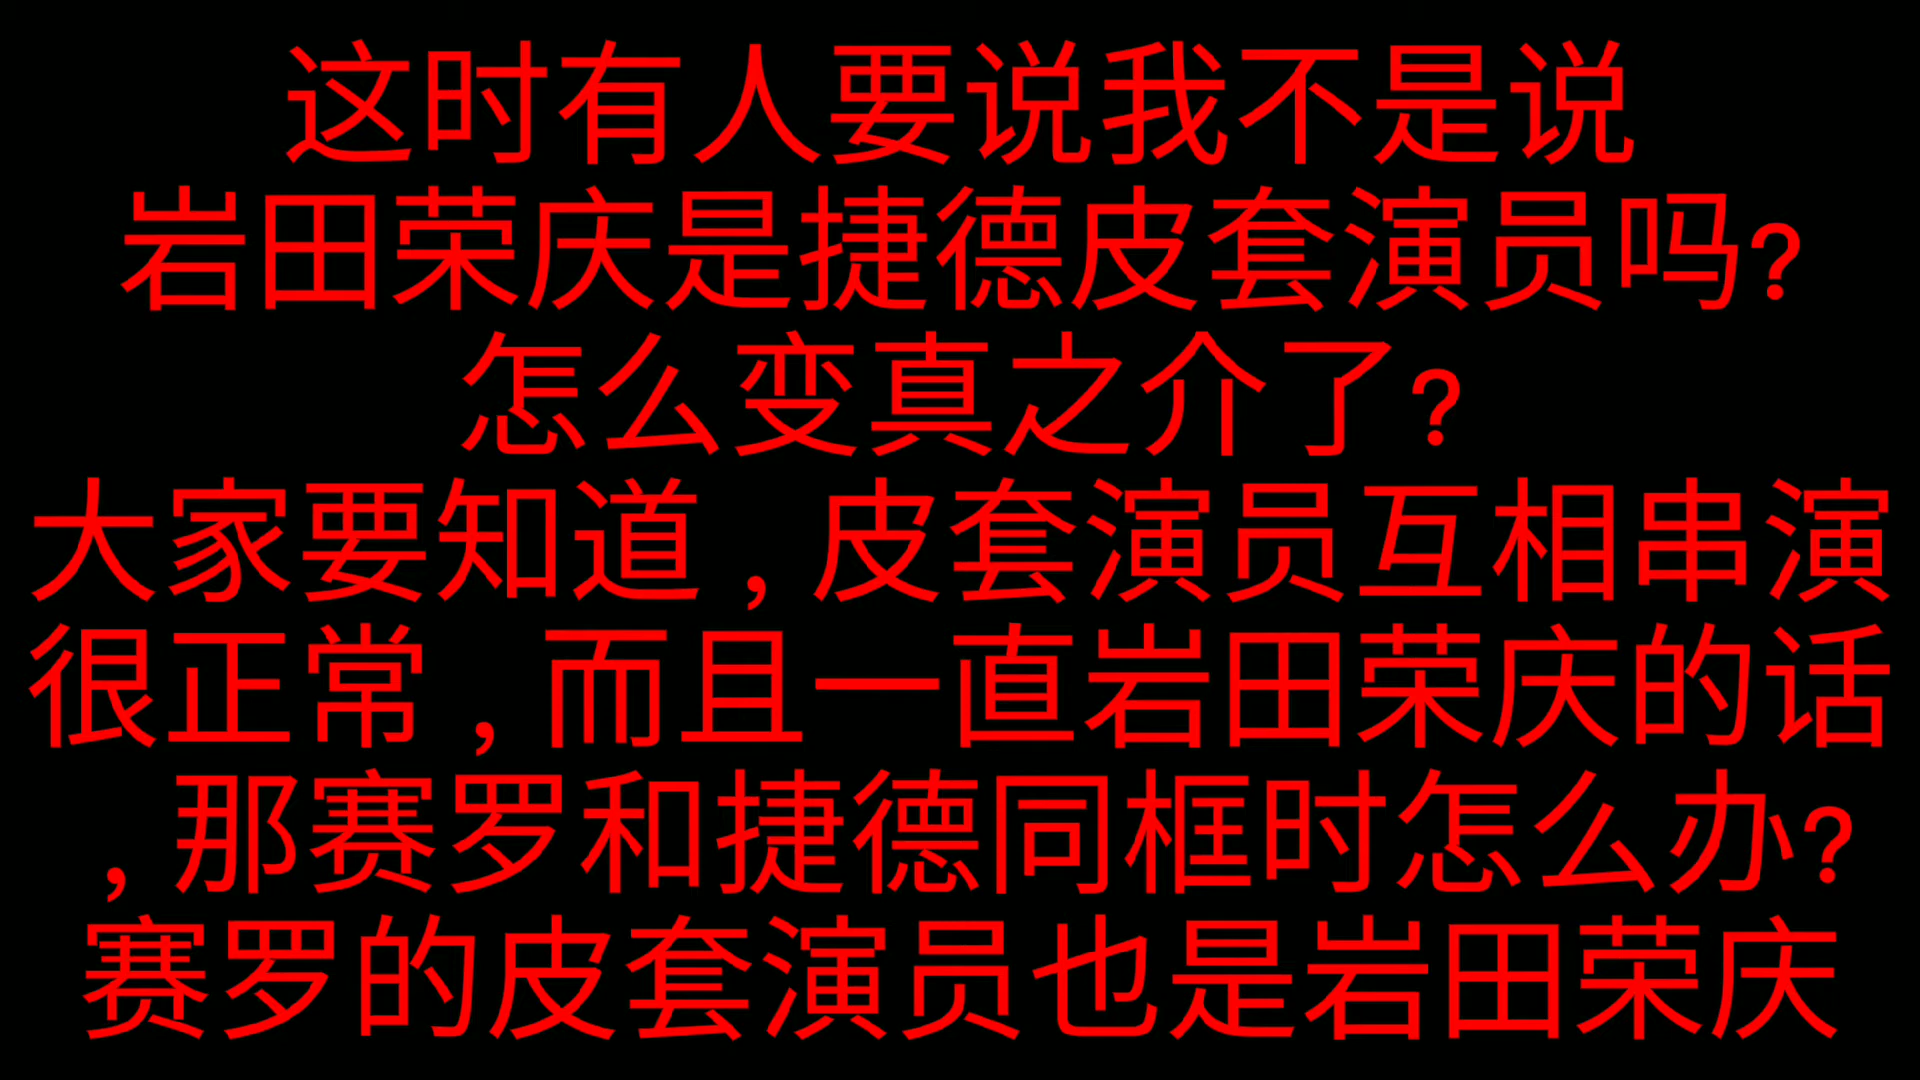 这时有人要说我不是说
岩田荣庆是捷德皮套演员吗?
怎么变真之介了?
大家要知道,皮套演员互相串演
很正常,而且一直岩田荣庆的话
,那赛罗和捷德同框时怎么办?
赛罗的皮套演员也是岩田荣庆